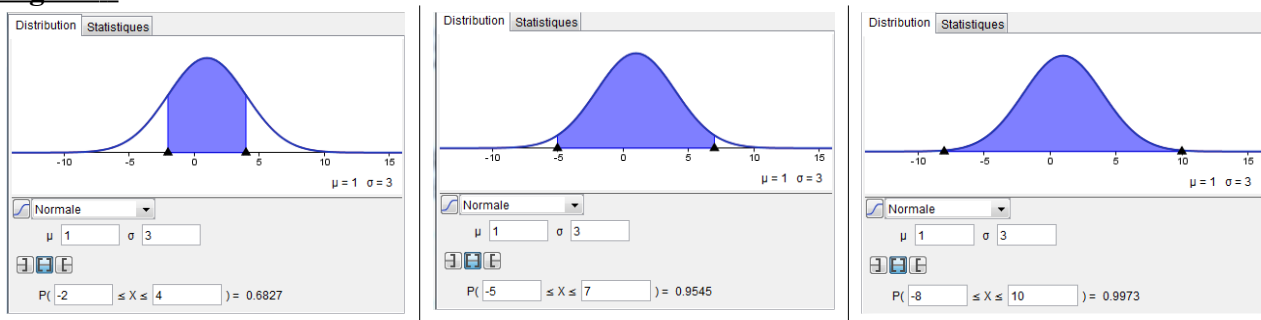 Distribution Statistiques
-10 -5 0 5 10 15
μ = 1 σ = 3
Normale
μ 1 σ 3
P( -2 ≤ X ≤ 4 ) = 0.6827
Distribution Statistiques
-10 -5 0 5 10 15
μ = 1 σ = 3
Normale
μ 1 σ 3
P( -5 ≤ X ≤ 7 ) = 0.9545
Distribution Statistiques
-10 -5 0 5 10 15
μ = 1 σ = 3
Normale
μ 1 σ 3
P( -8 ≤ X ≤ 10 ) = 0.9973